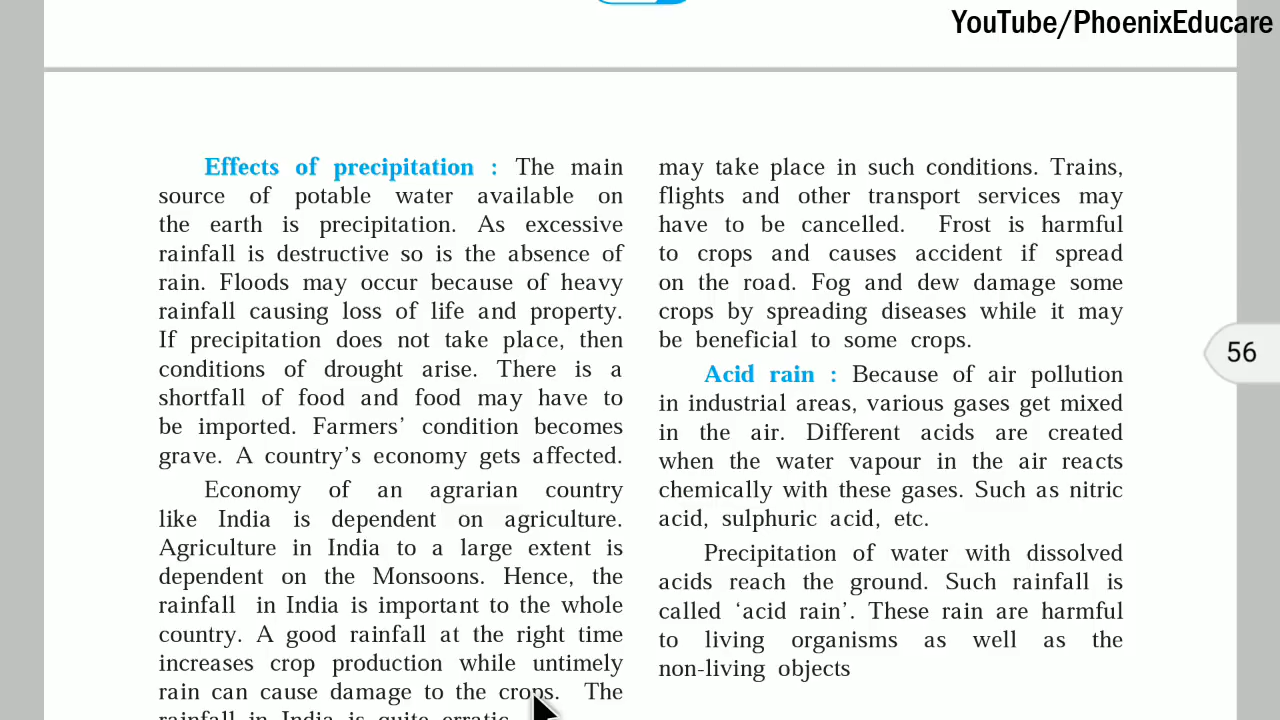 YouTube/PhoenixEducare
Effects of precipitation : The main
source of potable water available on
the earth is precipitation. As excessive
rainfall is destructive so is the absence of
rain. Floods may occur because of heavy
rainfall causing loss of life and property.
If precipitation does not take place, then
conditions of drought arise. There is a
shortfall of food and food may have to
be imported. Farmers' condition becomes
grave. A country's economy gets affected.
Economy of an agrarian country
like India is dependent on agriculture.
Agriculture in India to a large extent is
dependent on the Monsoons. Hence, the
rainfall in India is important to the whole
country. A good rainfall at the right time
increases crop production while untimely
rain can cause damage to the crops. The
rainfall in India is quite erratic.
may take place in such conditions. Trains,
flights and other transport services may
have to be cancelled. Frost is harmful
to crops and causes accident if spread
on the road. Fog and dew damage some
crops by spreading diseases while it may
be beneficial to some crops.
Acid rain : Because of air pollution
in industrial areas, various gases get mixed
in the air. Different acids are created
when the water vapour in the air reacts
chemically with these gases. Such as nitric
acid, sulphuric acid, etc.
Precipitation of water with dissolved
acids reach the ground. Such rainfall is
called 'acid rain'. These rain are harmful
to living organisms as well as the
non-living objects
56